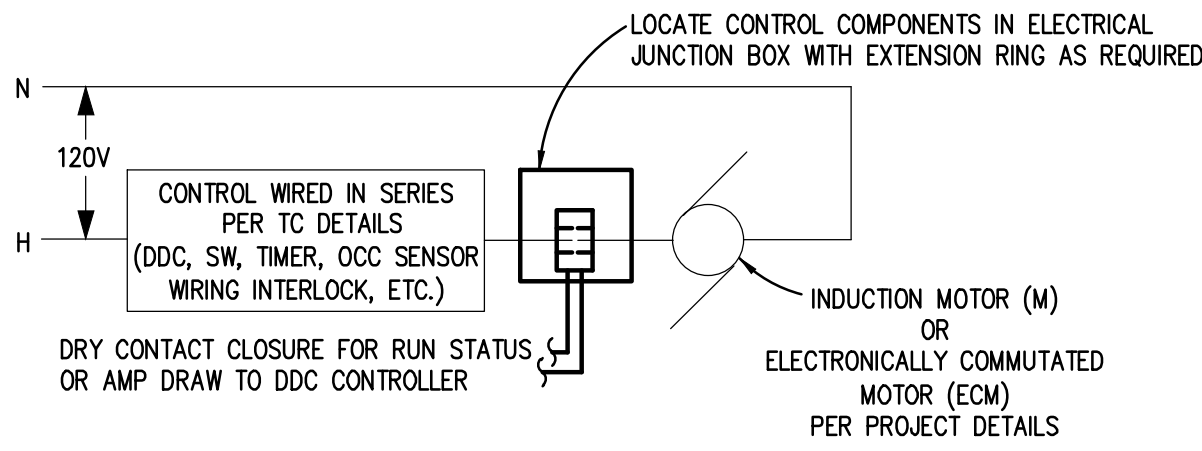 LOCATE CONTROL COMPONENTS IN ELECTRICAL
JUNCTION BOX WITH EXTENSION RING AS REQUIRED
N
120V
H
CONTROL WIRED IN SERIES
PER TC DETAILS
(DDC, SW, TIMER, OCC SENSOR
WIRING INTERLOCK, ETC.)
INDUCTION MOTOR (M)
OR
ELECTRONICALLY COMMUTATED
MOTOR (ECM)
PER PROJECT DETAILS
DRY CONTACT CLOSURE FOR RUN STATUS
OR AMP DRAW TO DDC CONTROLLER